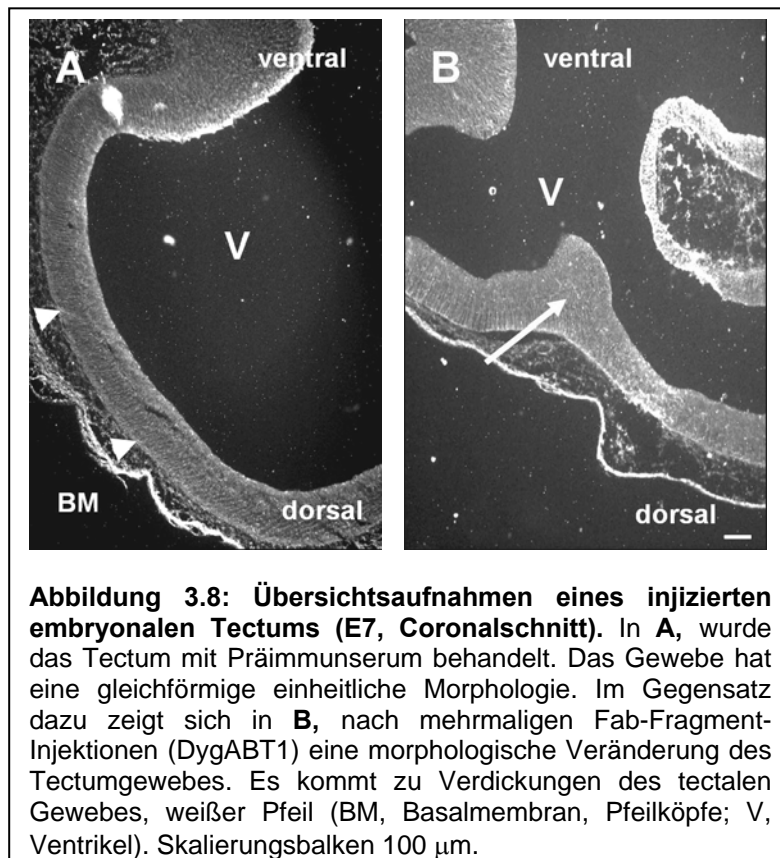 A
ventral
V
BM
dorsal
B
ventral
V
dorsal
Abbildung 3.8: Übersichtsaufnahmen eines injizierten
embryonalen Tectums (E7, Coronalschnitt). In A, wurde
das Tectum mit Präimmunserum behandelt. Das Gewebe hat
eine gleichförmige einheitliche Morphologie. Im Gegensatz
dazu zeigt sich in B, nach mehrmaligen Fab-Fragment-
Injektionen (DygABT1) eine morphologische Veränderung des
Tectumgewebes. Es kommt zu Verdickungen des tectalen
Gewebes, weißer Pfeil (BM, Basalmembran, Pfeilköpfe; V,
Ventrikel). Skalierungsbalken 100 μm.